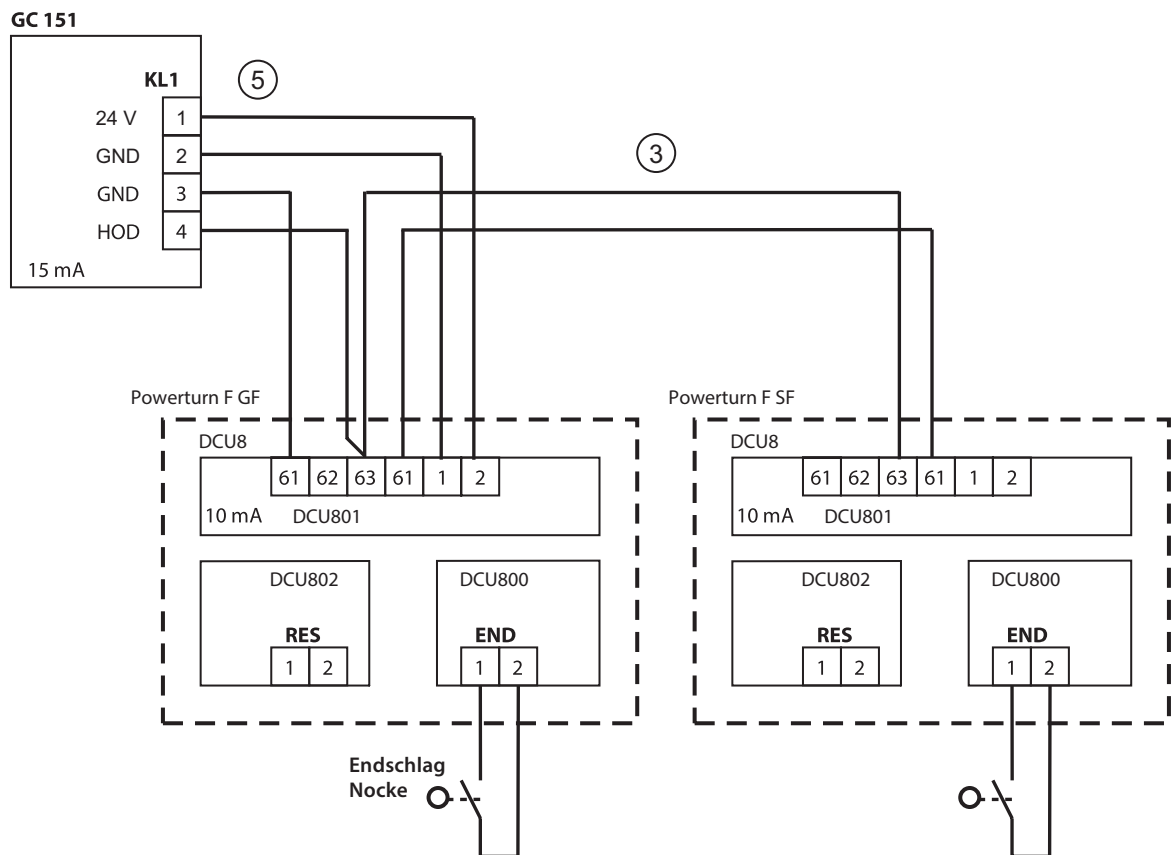 GC 151
KL1
5
24 V 1
GND 2
GND 3
HOD 4
15 mA
3
Powerturn F GF
DCU8
61 62 63 61 1 2
10 mA DCU801
DCU802
RES
1 2
DCU800
END
1 2
Endschlag
Nocke
Powerturn F SF
DCU8
61 62 63 61 1 2
10 mA DCU801
DCU802
RES
1 2
DCU800
END
1 2